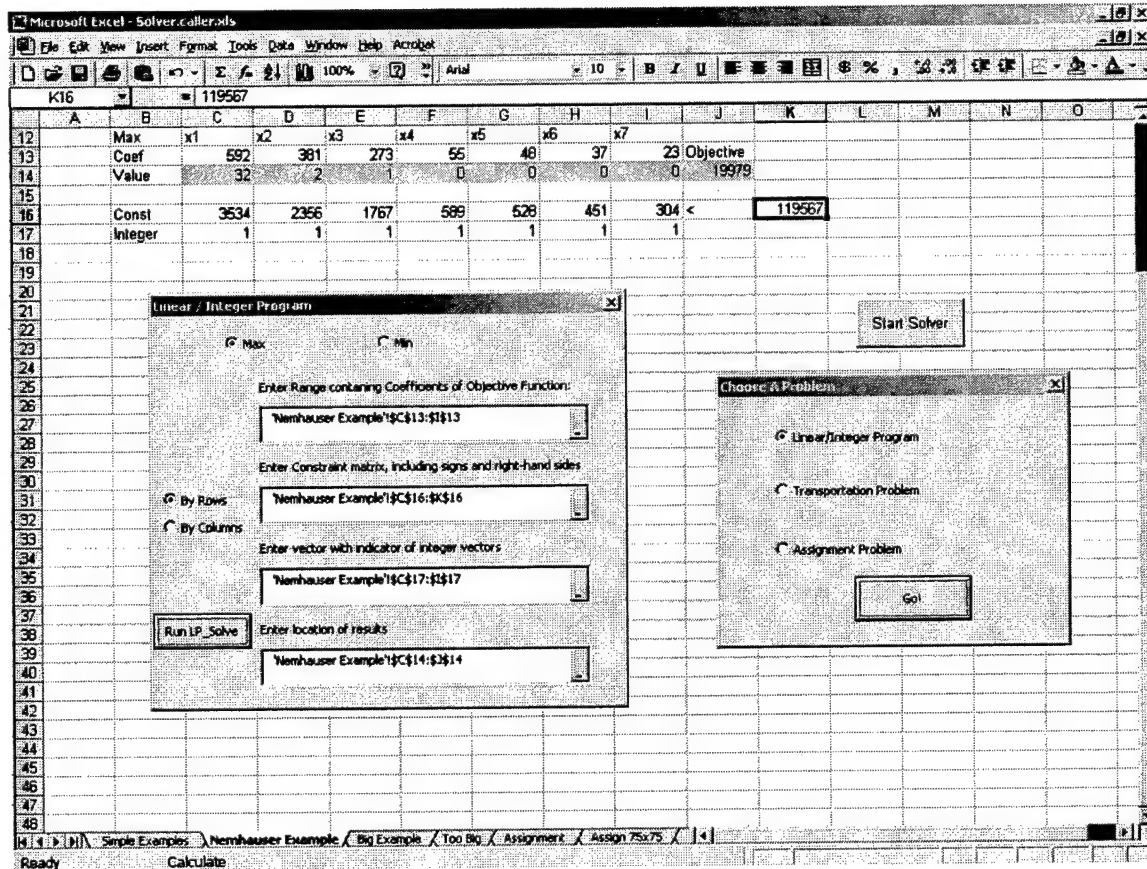 Microsoft Excel - Solver.caller.xls
File Edit View Insert Format Tools Data Window Help Acrobat
100% Arial 10 B I U $ % ,
K16 = 119567
A B C D E F G H I J K L M N O
12 Max x1 x2 x3 x4 x5 x6 x7
13 Coef 592 381 273 55 48 37 23 Objective
14 Value 32 2 1 0 0 0 0 19979
15
16 Const 3534 2356 1767 589 528 451 304 < 119567
17 Integer 1 1 1 1 1 1 1
18
19
20
21
22
23
24
25
26
27
28
29
30
31
32
33
34
35
36
37
38
39
40
41
42
43
44
45
46
47
48
Linear / Integer Program
Max Min
Enter Range contaning Coefficients of Objective Function:
'Nemhauser Example'!$C$13:$I$13
Enter Constraint matrix, including signs and right-hand sides
By Rows
'Nemhauser Example'!$C$16:$K$16
By Columns
Enter vector with indicator of integer vectors
'Nemhauser Example'!$C$17:$I$17
Run LP_Solve
Enter location of results
'Nemhauser Example'!$C$14:$J$14
Start Solver
Choose A Problem
Linear/Integer Program
Transportation Problem
Assignment Problem
Go!
Simple Examples Nemhauser Example Big Example Too Big Assignment Assign 75x75
Ready Calculate